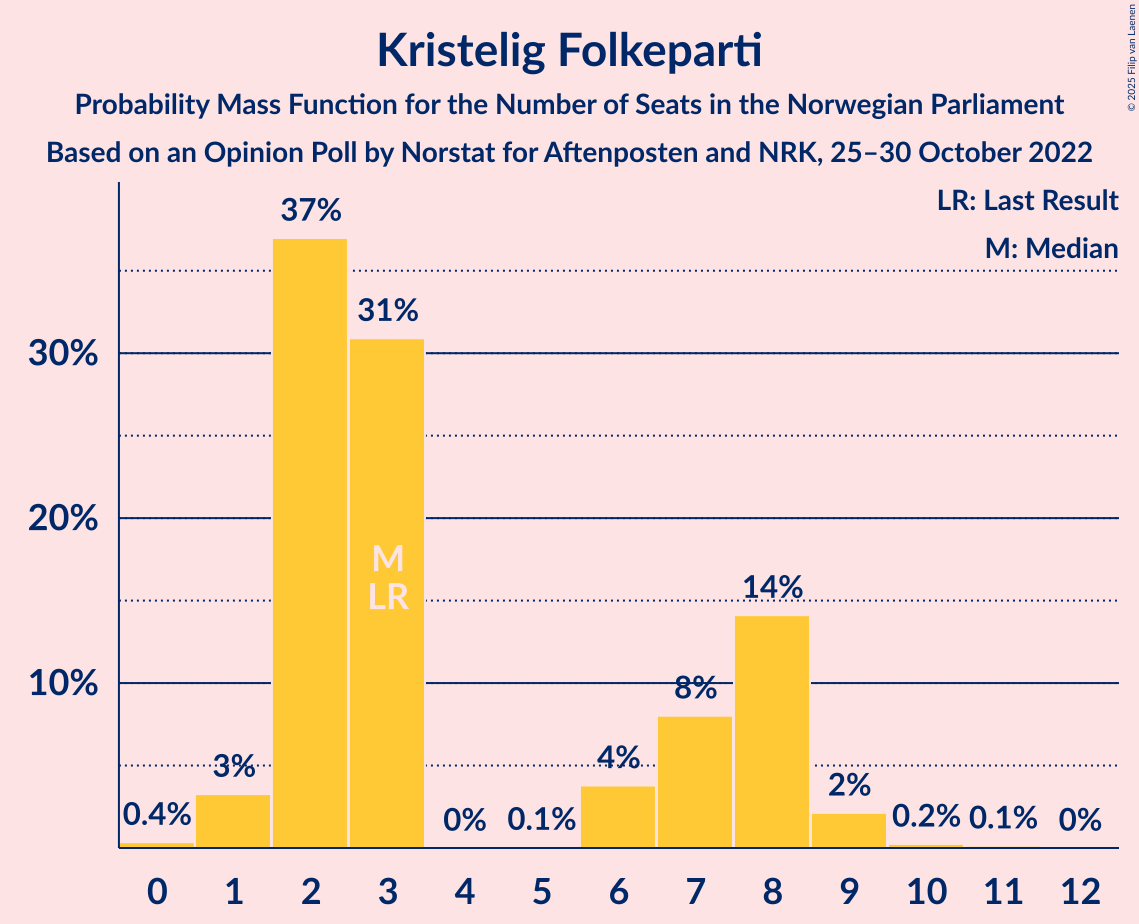 Kristelig Folkeparti
Probability Mass Function for the Number of Seats in the Norwegian Parliament
Based on an Opinion Poll by Norstat for Aftenposten and NRK, 25–30 October 2022
© 2025 Filip van Laenen
LR: Last Result
M: Median
37%
31%
30%
20%
M
LR
14%
10%
8%
3%
4%
2%
0.4%
0%
0.1%
0.2%
0.1%
0%
0 1 2 3 4 5 6 7 8 9 10 11 12